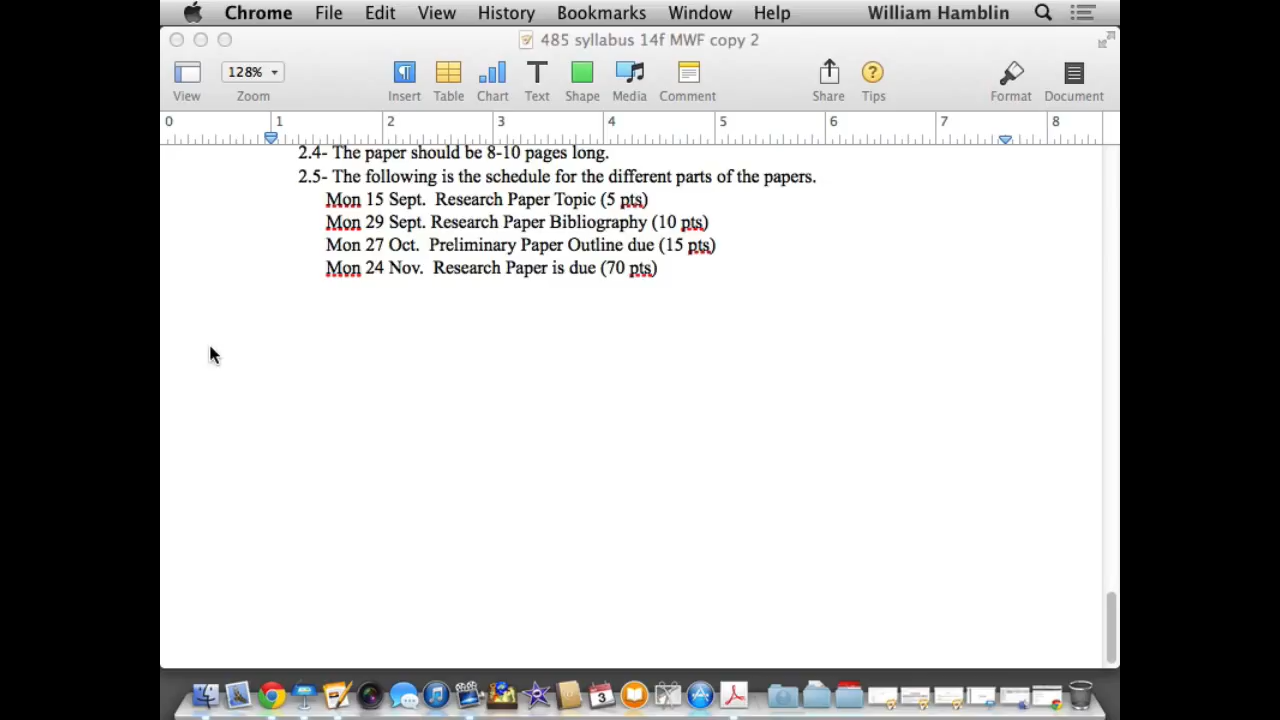 Chrome File Edit View History Bookmarks Window Help William Hamblin
485 syllabus 14f MWF copy 2
128%
View Zoom Insert Table Chart Text Shape Media Comment Share Tips Format Document
0 1 2 3 4 5 6 7 8
2.4- The paper should be 8-10 pages long.
2.5- The following is the schedule for the different parts of the papers.
Mon 15 Sept. Research Paper Topic (5 pts)
Mon 29 Sept. Research Paper Bibliography (10 pts)
Mon 27 Oct. Preliminary Paper Outline due (15 pts)
Mon 24 Nov. Research Paper is due (70 pts)
3